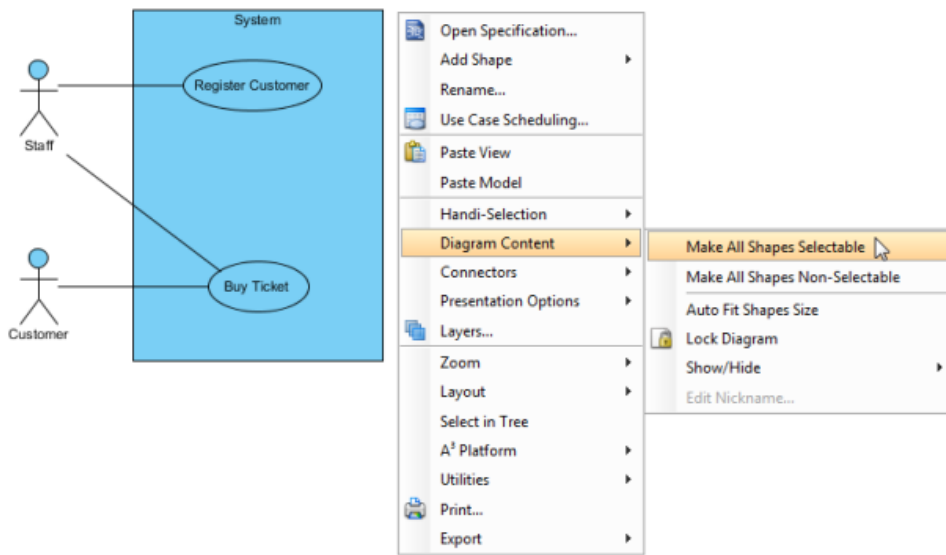 System
Register Customer
Staff
Buy Ticket
Customer
Open Specification...
Add Shape
Rename...
Use Case Scheduling...
Paste View
Paste Model
Handi-Selection
Diagram Content
Connectors
Presentation Options
Layers...
Zoom
Layout
Select in Tree
A³ Platform
Utilities
Print...
Export
Make All Shapes Selectable
Make All Shapes Non-Selectable
Auto Fit Shapes Size
Lock Diagram
Show/Hide
Edit Nickname...